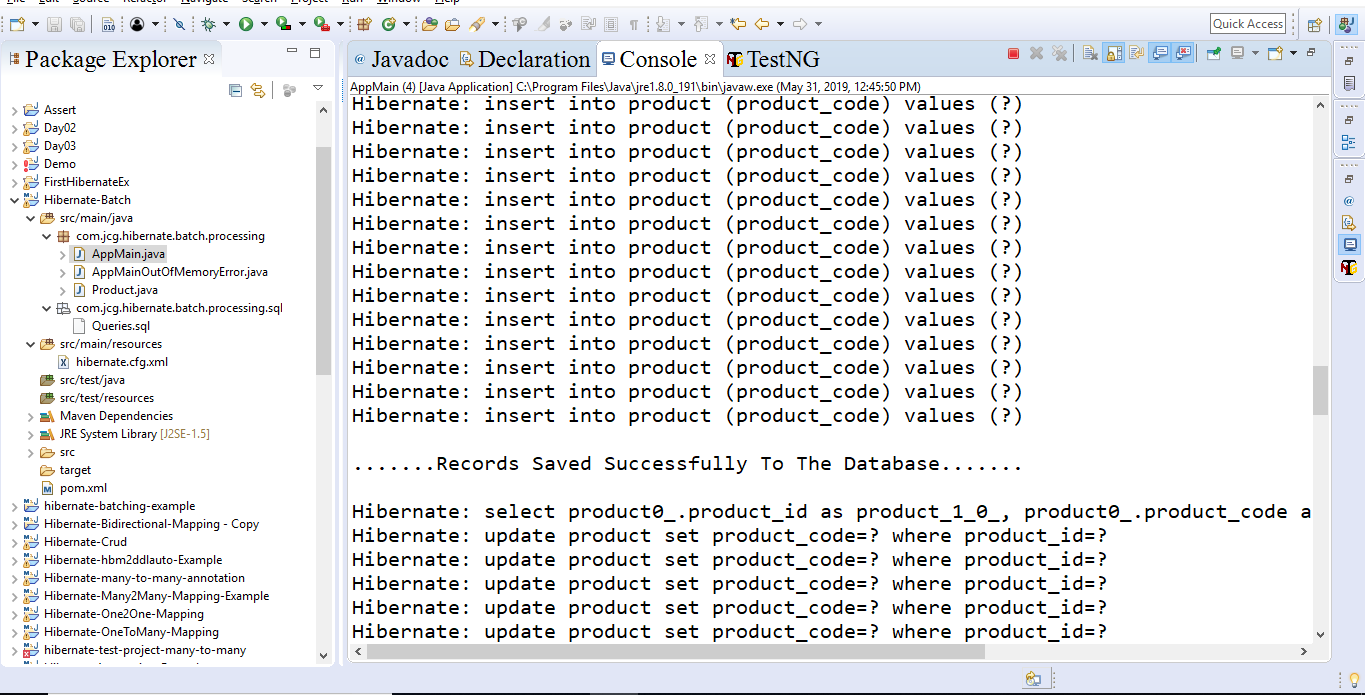 File Edit Source Refactor Navigate Search Project Run Window Help
Quick Access
Package Explorer
Assert
Day02
Day03
Demo
FirstHibernateEx
Hibernate-Batch
src/main/java
com.jcg.hibernate.batch.processing
AppMain.java
AppMainOutOfMemoryError.java
Product.java
com.jcg.hibernate.batch.processing.sql
Queries.sql
src/main/resources
hibernate.cfg.xml
src/test/java
src/test/resources
Maven Dependencies
JRE System Library [J2SE-1.5]
src
target
pom.xml
hibernate-batching-example
Hibernate-Bidirectional-Mapping - Copy
Hibernate-Crud
Hibernate-hbm2ddlauto-Example
Hibernate-many-to-many-annotation
Hibernate-Many2Many-Mapping-Example
Hibernate-One2One-Mapping
Hibernate-OneToMany-Mapping
hibernate-test-project-many-to-many
@ Javadoc Declaration Console TestNG
AppMain (4) [Java Application] C:\Program Files\Java\jre1.8.0_191\bin\javaw.exe (May 31, 2019, 12:45:50 PM)
Hibernate: insert into product (product_code) values (?)
Hibernate: insert into product (product_code) values (?)
Hibernate: insert into product (product_code) values (?)
Hibernate: insert into product (product_code) values (?)
Hibernate: insert into product (product_code) values (?)
Hibernate: insert into product (product_code) values (?)
Hibernate: insert into product (product_code) values (?)
Hibernate: insert into product (product_code) values (?)
Hibernate: insert into product (product_code) values (?)
Hibernate: insert into product (product_code) values (?)
Hibernate: insert into product (product_code) values (?)
Hibernate: insert into product (product_code) values (?)
Hibernate: insert into product (product_code) values (?)
Hibernate: insert into product (product_code) values (?)
.......Records Saved Successfully To The Database.......
Hibernate: select product0_.product_id as product_1_0_, product0_.product_code a
Hibernate: update product set product_code=? where product_id=?
Hibernate: update product set product_code=? where product_id=?
Hibernate: update product set product_code=? where product_id=?
Hibernate: update product set product_code=? where product_id=?
Hibernate: update product set product_code=? where product_id=?